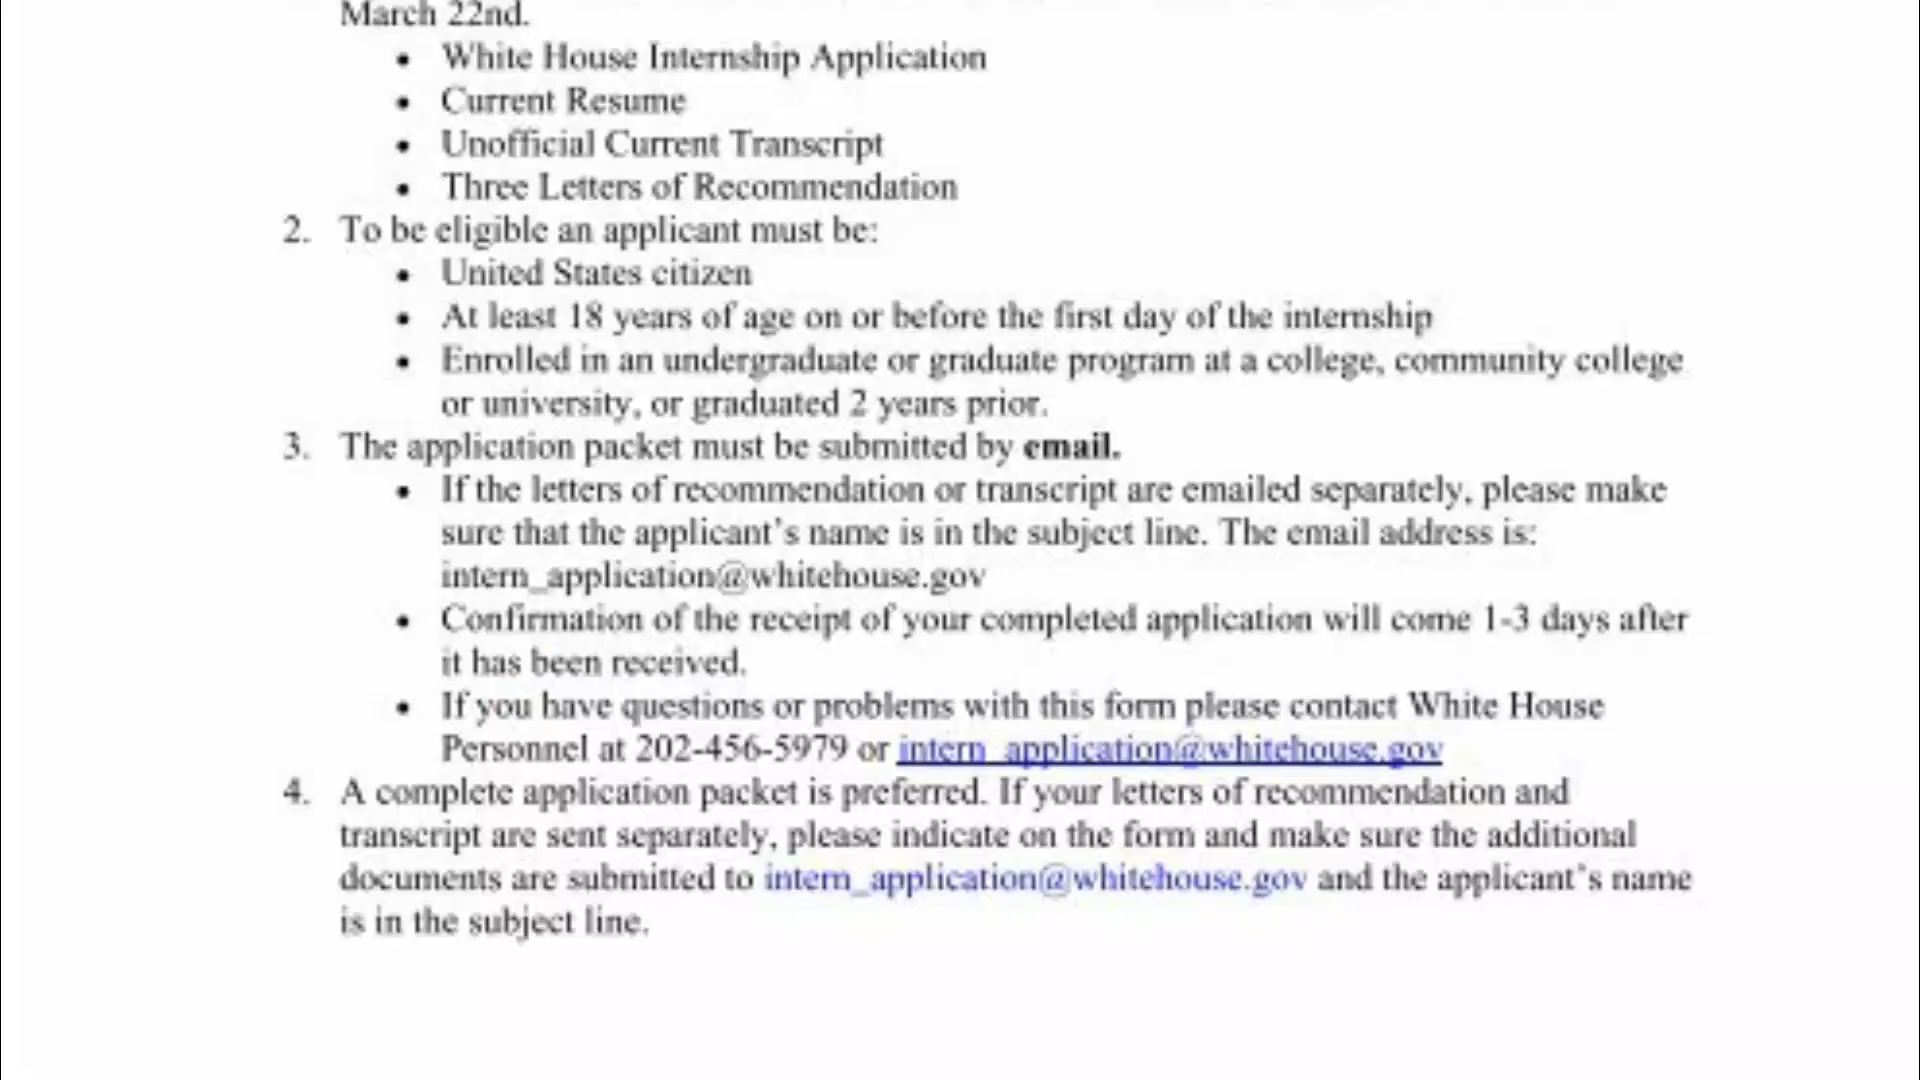 March 22nd.
• White House Internship Application
• Current Resume
• Unofficial Current Transcript
• Three Letters of Recommendation
2. To be eligible an applicant must be:
• United States citizen
• At least 18 years of age on or before the first day of the internship
• Enrolled in an undergraduate or graduate program at a college, community college
or university, or graduated 2 years prior.
3. The application packet must be submitted by email.
• If the letters of recommendation or transcript are emailed separately, please make
sure that the applicant's name is in the subject line. The email address is:
intern_application@whitehouse.gov
• Confirmation of the receipt of your completed application will come 1-3 days after
it has been received.
• If you have questions or problems with this form please contact White House
Personnel at 202-456-5979 or intern_application@whitehouse.gov
4. A complete application packet is preferred. If your letters of recommendation and
transcript are sent separately, please indicate on the form and make sure the additional
documents are submitted to intern_application@whitehouse.gov and the applicant's name
is in the subject line.